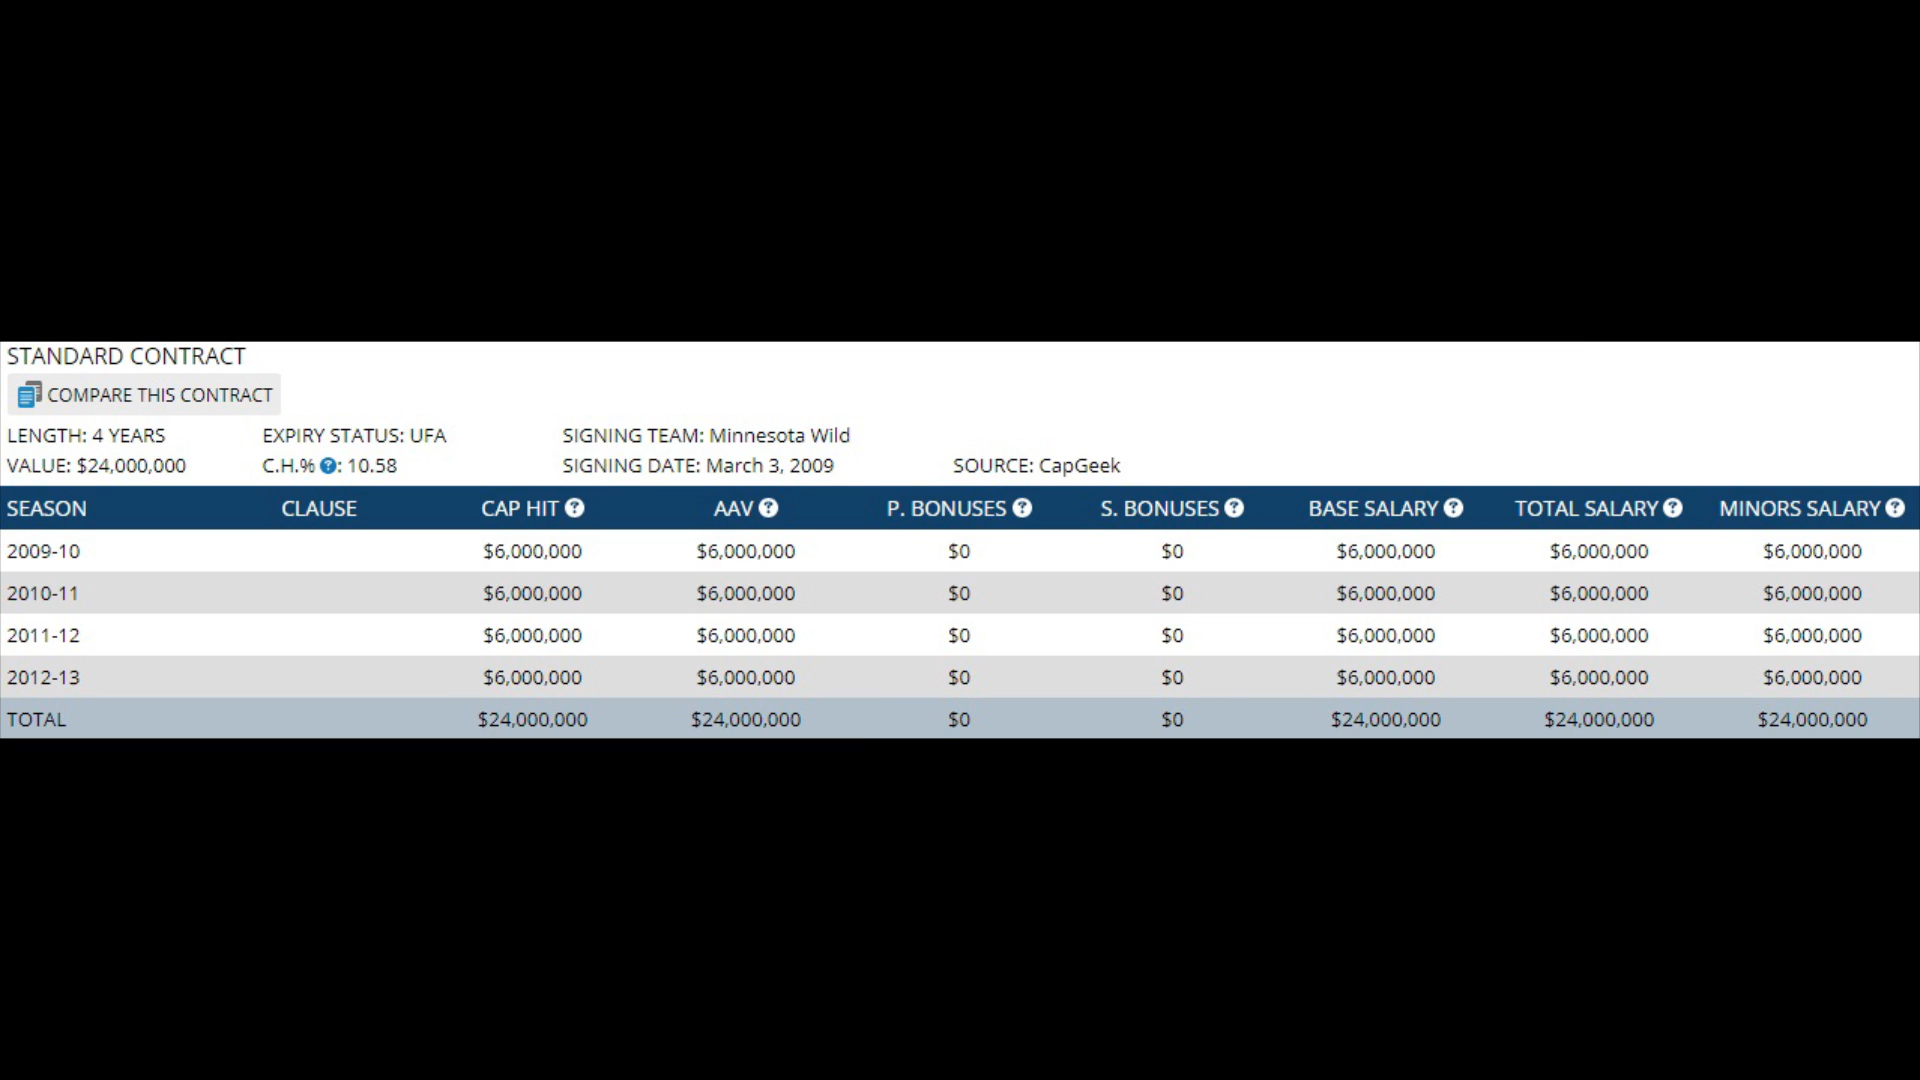 STANDARD CONTRACT
COMPARE THIS CONTRACT
LENGTH: 4 YEARS EXPIRY STATUS: UFA SIGNING TEAM: Minnesota Wild
VALUE: $24,000,000 C.H.% ?: 10.58 SIGNING DATE: March 3, 2009 SOURCE: CapGeek
SEASON CLAUSE CAP HIT ? AAV ? P. BONUSES ? S. BONUSES ? BASE SALARY ? TOTAL SALARY ? MINORS SALARY ?
2009-10 $6,000,000 $6,000,000 $0 $0 $6,000,000 $6,000,000 $6,000,000
2010-11 $6,000,000 $6,000,000 $0 $0 $6,000,000 $6,000,000 $6,000,000
2011-12 $6,000,000 $6,000,000 $0 $0 $6,000,000 $6,000,000 $6,000,000
2012-13 $6,000,000 $6,000,000 $0 $0 $6,000,000 $6,000,000 $6,000,000
TOTAL $24,000,000 $24,000,000 $0 $0 $24,000,000 $24,000,000 $24,000,000